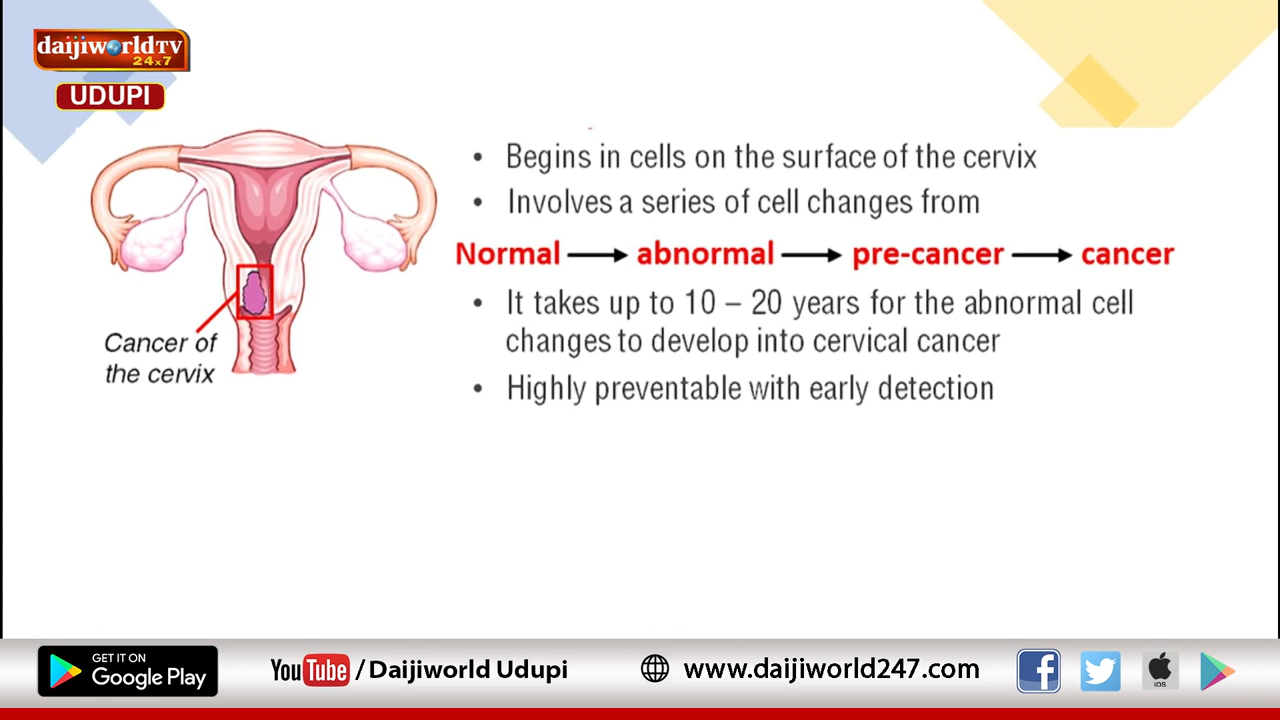 daijiworldTV
24x7
UDUPI
• Begins in cells on the surface of the cervix
• Involves a series of cell changes from
Normal → abnormal → pre-cancer → cancer
• It takes up to 10 – 20 years for the abnormal cell
changes to develop into cervical cancer
• Highly preventable with early detection
Cancer of
the cervix
GET IT ON
Google Play
YouTube / Daijiworld Udupi
www.daijiworld247.com
f
iOS